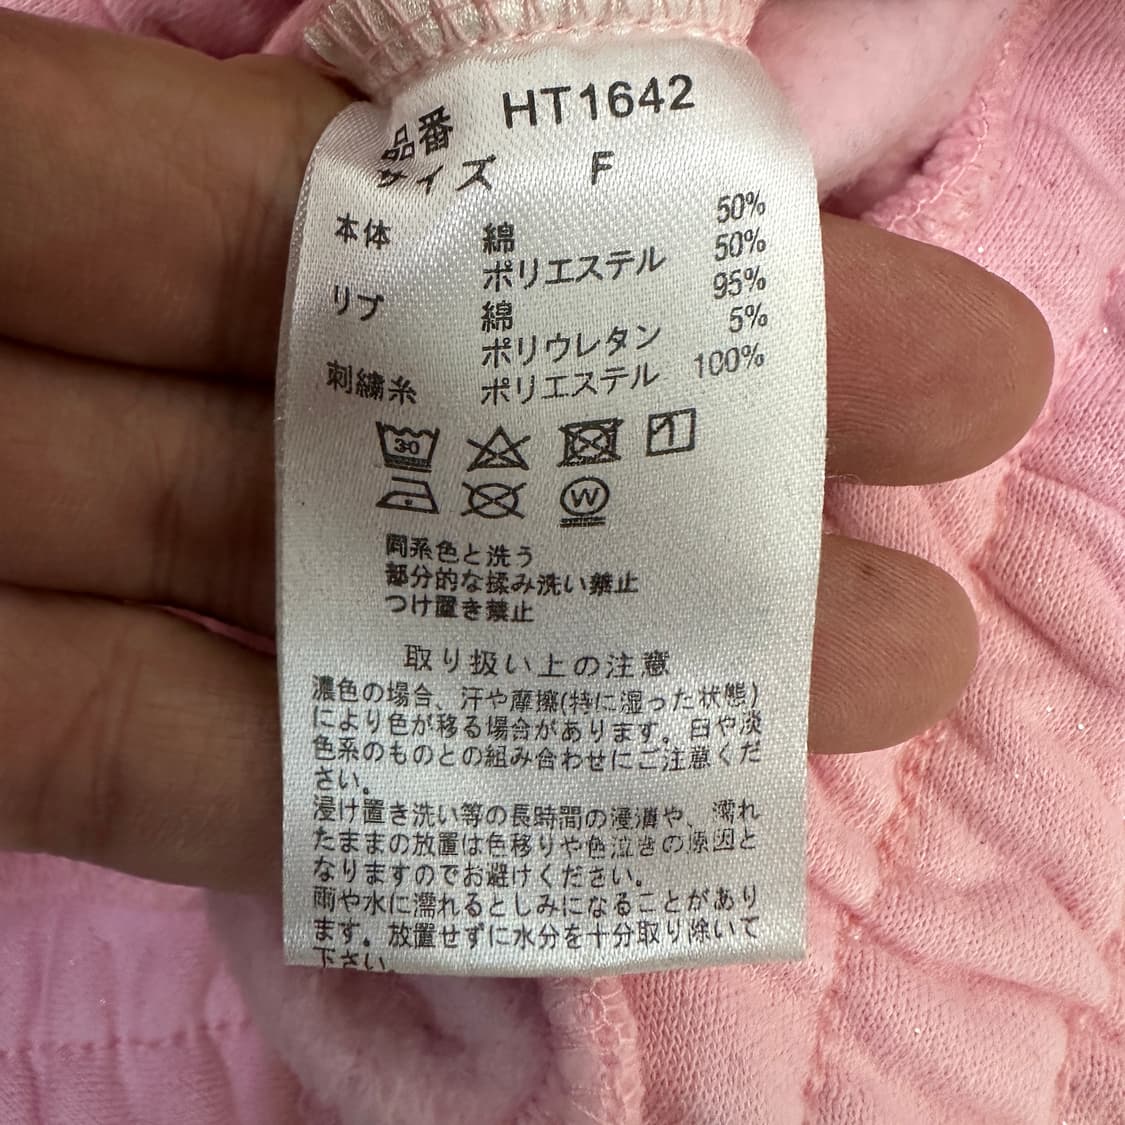 品番 HT1642
サイズ F
本体 綿 50%
ポリエステル 50%
リブ 綿 95%
ポリウレタン 5%
刺繍糸 ポリエステル 100%
30
W
同系色と洗う
部分的な揉み洗い禁止
つけ置き禁止
取り扱い上の注意
濃色の場合、汗や摩擦(特に湿った状態)
により色が移る場合があります。白や淡
色系のものとの組み合わせにご注意くだ
さい。
浸け置き洗い等の長時間の浸漬や、濡れ
たままの放置は色移りや色泣きの原因と
なりますのでお避けください。
雨や水に濡れるとしみになることがあり
ます。放置せずに水分を十分取り除いて
下さい。